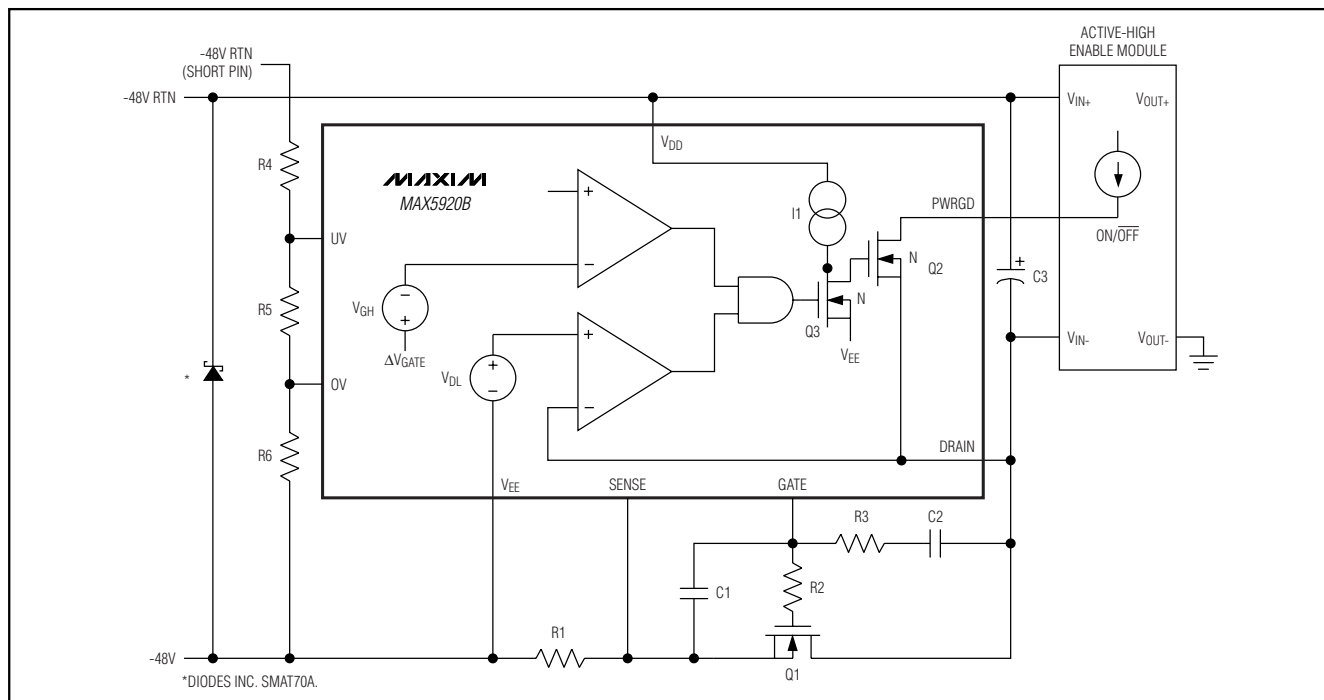 ACTIVE-HIGH
ENABLE MODULE
-48V RTN
(SHORT PIN)
-48V RTN
VIN+
VOUT+
VDD
R4
MAXIM
MAX5920B
+
−
I1
PWRGD
ON/OFF
UV
N
Q2
+
C3
−
VGH
+
ΔVGATE
R5
N
Q3
VEE
VIN-
VOUT-
+
+
VDL
−
−
*
OV
R6
DRAIN
VEE
SENSE
GATE
R3
C2
C1
R2
R1
-48V
Q1
*DIODES INC. SMAT70A.